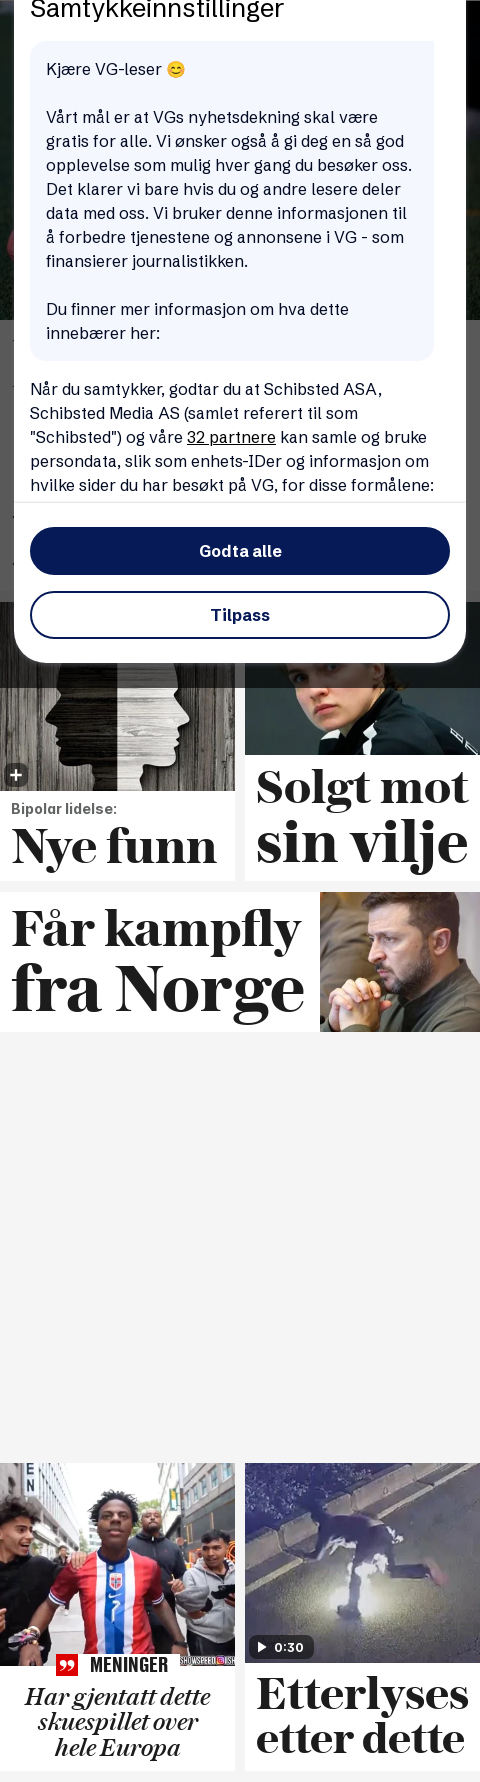 Samtykkeinnstillinger
Kjære VG-leser 😊
Vårt mål er at VGs nyhetsdekning skal være
gratis for alle. Vi ønsker også å gi deg en så god
opplevelse som mulig hver gang du besøker oss.
Det klarer vi bare hvis du og andre lesere deler
data med oss. Vi bruker denne informasjonen til
å forbedre tjenestene og annonsene i VG - som
finansierer journalistikken.
Du finner mer informasjon om hva dette
innebærer her:
Når du samtykker, godtar du at Schibsted ASA,
Schibsted Media AS (samlet referert til som
"Schibsted") og våre 32 partnere kan samle og bruke
persondata, slik som enhets-IDer og informasjon om
hvilke sider du har besøkt på VG, for disse formålene:
Godta alle
Tilpass
Bipolar lidelse:
Nye funn
Solgt mot
sin vilje
Får kampfly
fra Norge
MENINGER
Har gjentatt dette
skuespillet over
hele Europa
0:30
Etterlyses
etter dette